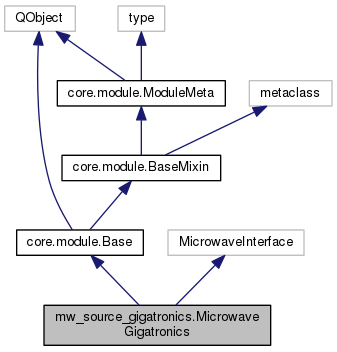 QObject
type
core.module.ModuleMeta
metaclass
core.module.BaseMixin
core.module.Base
MicrowaveInterface
mw_source_gigatronics.Microwave
Gigatronics